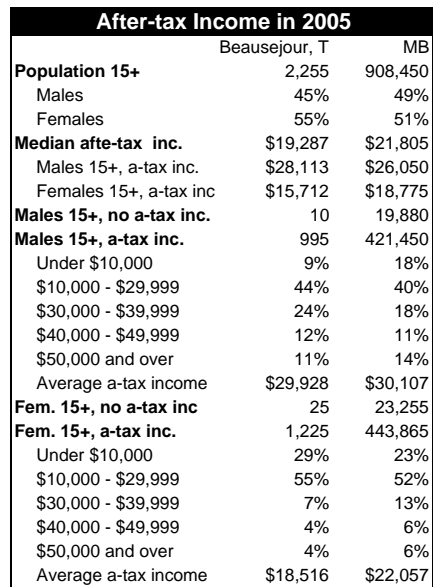 After-tax Income in 2005
Beausejour, T MB
Population 15+ 2,255 908,450
Males 45% 49%
Females 55% 51%
Median afte-tax inc. $19,287 $21,805
Males 15+, a-tax inc. $28,113 $26,050
Females 15+, a-tax inc $15,712 $18,775
Males 15+, no a-tax inc. 10 19,880
Males 15+, a-tax inc. 995 421,450
Under $10,000 9% 18%
$10,000 - $29,999 44% 40%
$30,000 - $39,999 24% 18%
$40,000 - $49,999 12% 11%
$50,000 and over 11% 14%
Average a-tax income $29,928 $30,107
Fem. 15+, no a-tax inc 25 23,255
Fem. 15+, a-tax inc. 1,225 443,865
Under $10,000 29% 23%
$10,000 - $29,999 55% 52%
$30,000 - $39,999 7% 13%
$40,000 - $49,999 4% 6%
$50,000 and over 4% 6%
Average a-tax income $18,516 $22,057